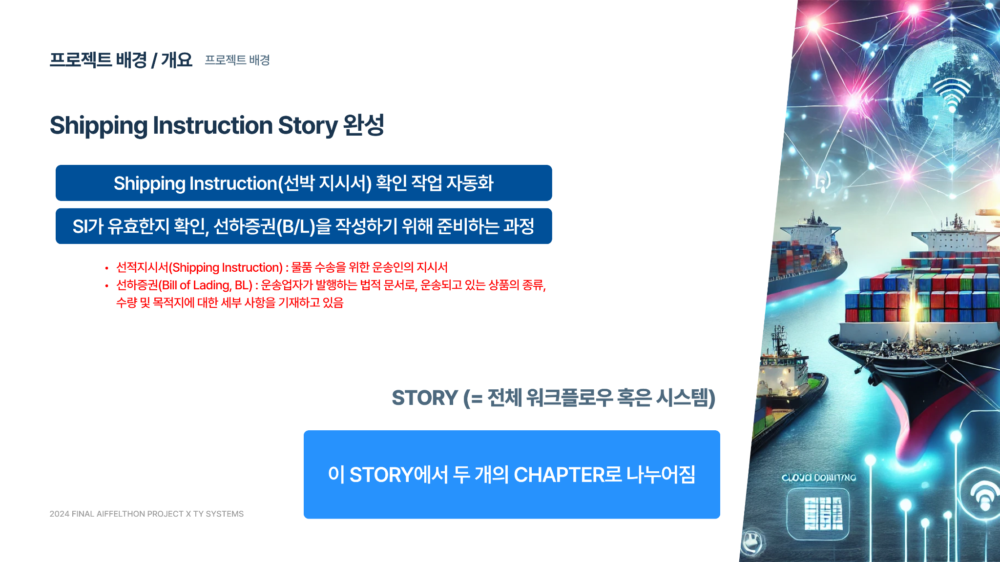 프로젝트 배경 / 개요 프로젝트 배경
Shipping Instruction Story 완성
Shipping Instruction(선박 지시서) 확인 작업 자동화
SI가 유효한지 확인, 선하증권(B/L)을 작성하기 위해 준비하는 과정
• 선적지시서(Shipping Instruction) : 물품 수송을 위한 운송인의 지시서
• 선하증권(Bill of Lading, BL) : 운송업자가 발행하는 법적 문서로, 운송되고 있는 상품의 종류,
수량 및 목적지에 대한 세부 사항을 기재하고 있음
STORY (= 전체 워크플로우 혹은 시스템)
이 STORY에서 두 개의 CHAPTER로 나누어짐
2024 FINAL AIFFELTHON PROJECT X TY SYSTEMS